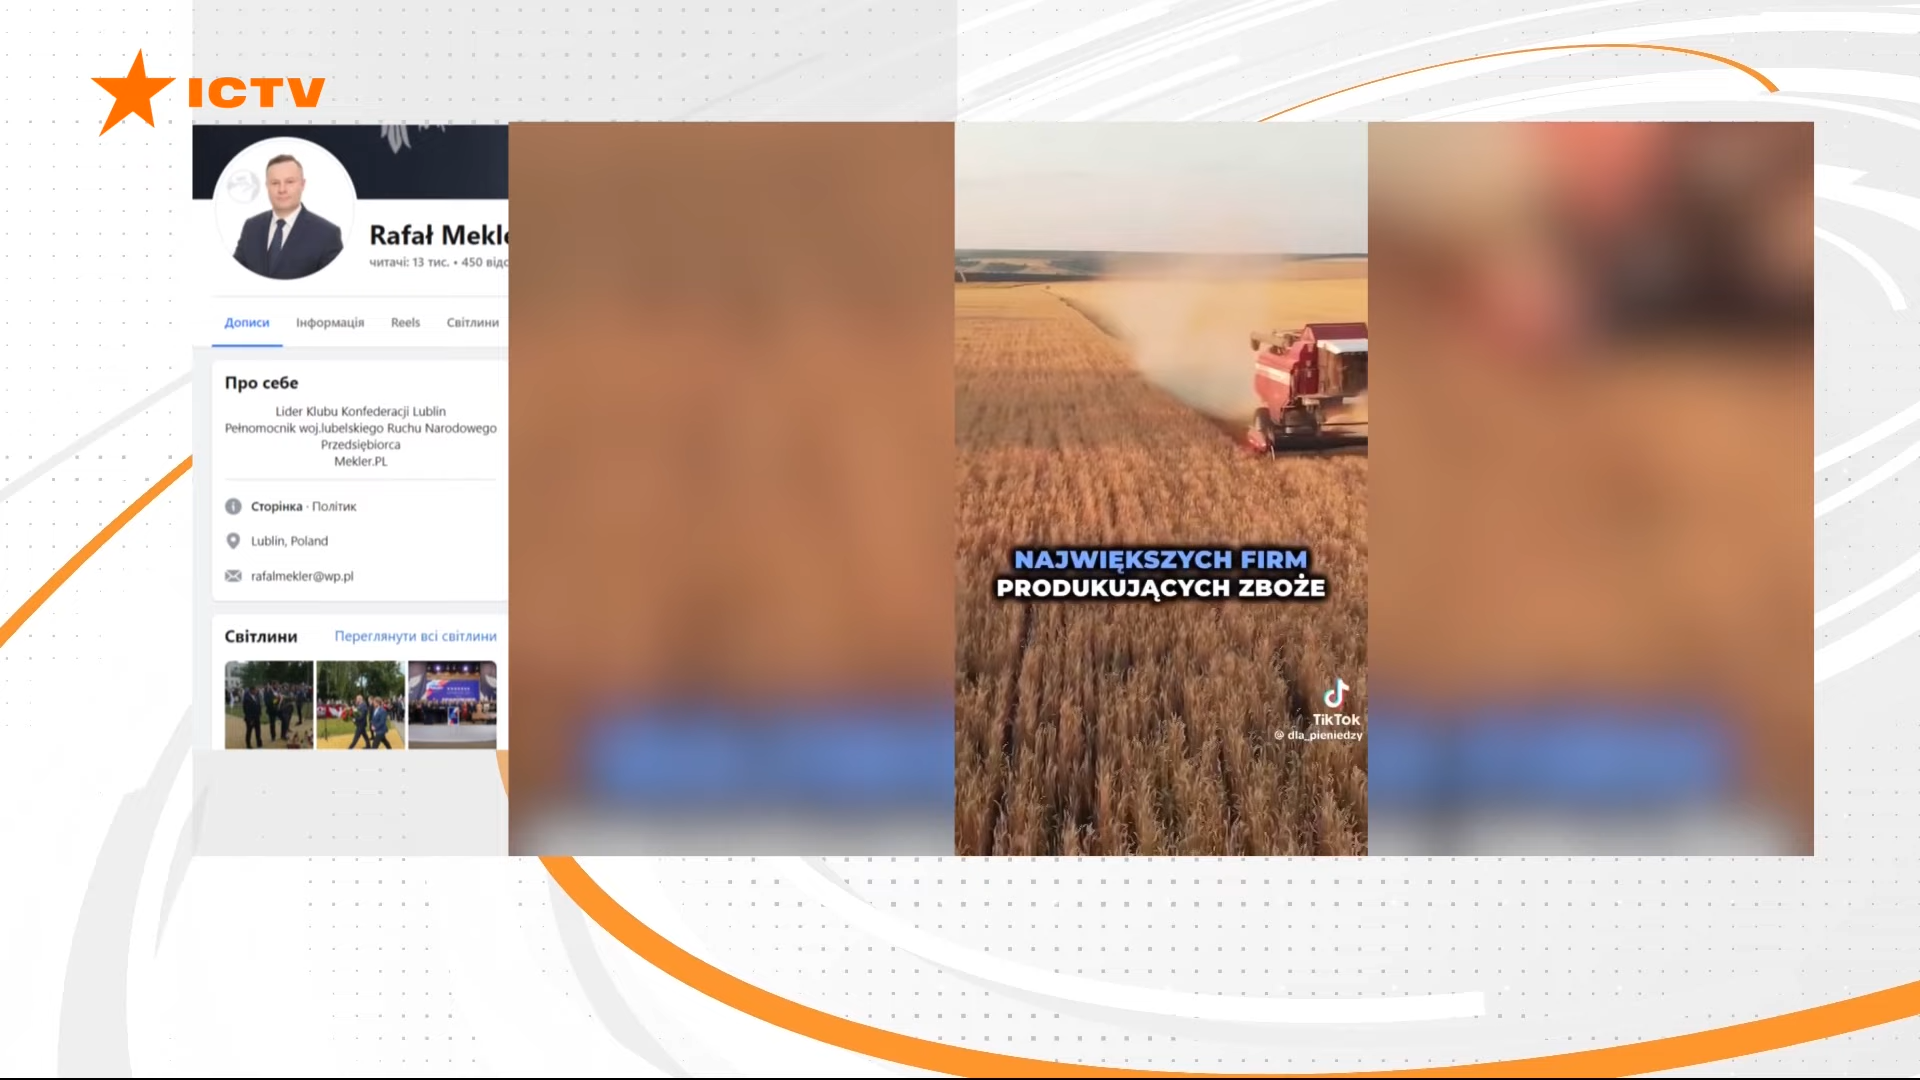 ICTV
Rafał Mekl
читачі: 13 тис. • 450 відс
Дописи Інформація Reels Світлини
Про себе
Lider Klubu Konfederacji Lublin
Pełnomocnik woj.lubelskiego Ruchu Narodowego
Przedsiębiorca
Mekler.PL
Сторінка · Політик
Lublin, Poland
rafalmekler@wp.pl
Світлини Переглянути всі світлини
NAJWIĘKSZYCH FIRM
PRODUKUJĄCYCH ZBOŻE
TikTok
@ dla_pieniedzy